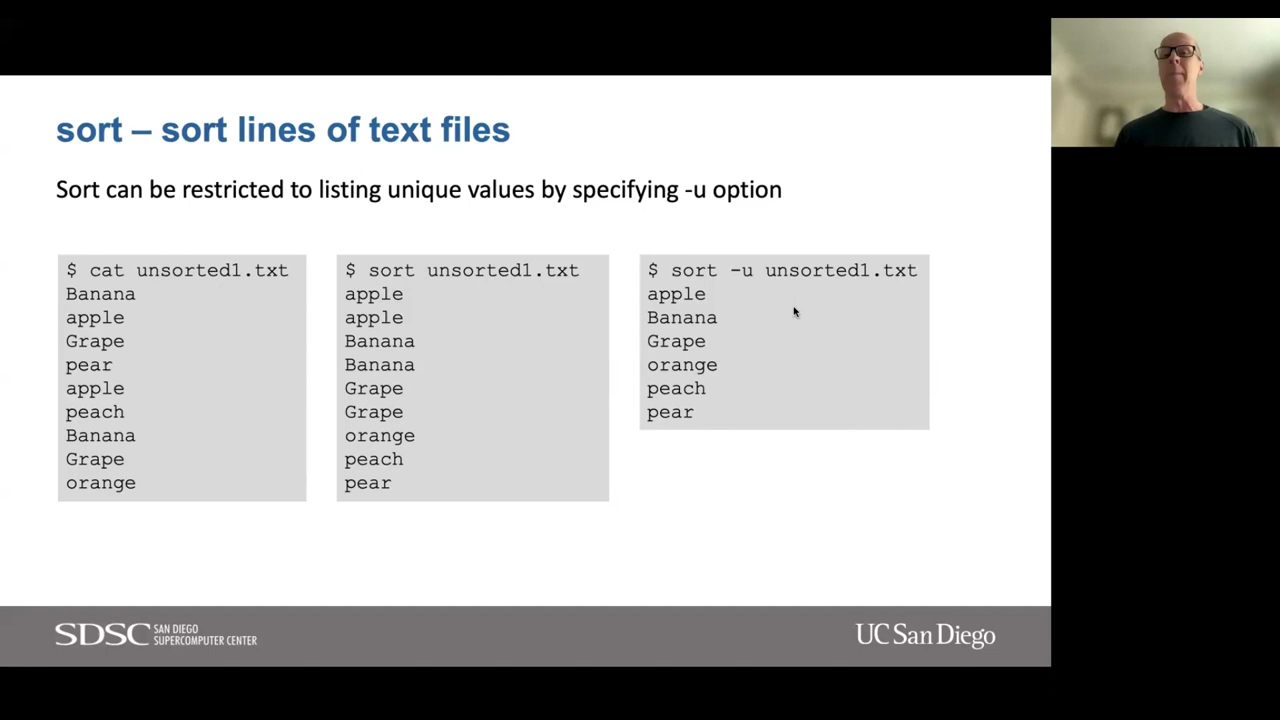 sort – sort lines of text files
Sort can be restricted to listing unique values by specifying -u option
$ cat unsorted1.txt
Banana
apple
Grape
pear
apple
peach
Banana
Grape
orange
$ sort unsorted1.txt
apple
apple
Banana
Banana
Grape
Grape
orange
peach
pear
$ sort -u unsorted1.txt
apple
Banana
Grape
orange
peach
pear
SDSC SAN DIEGO
SUPERCOMPUTER CENTER
UC San Diego